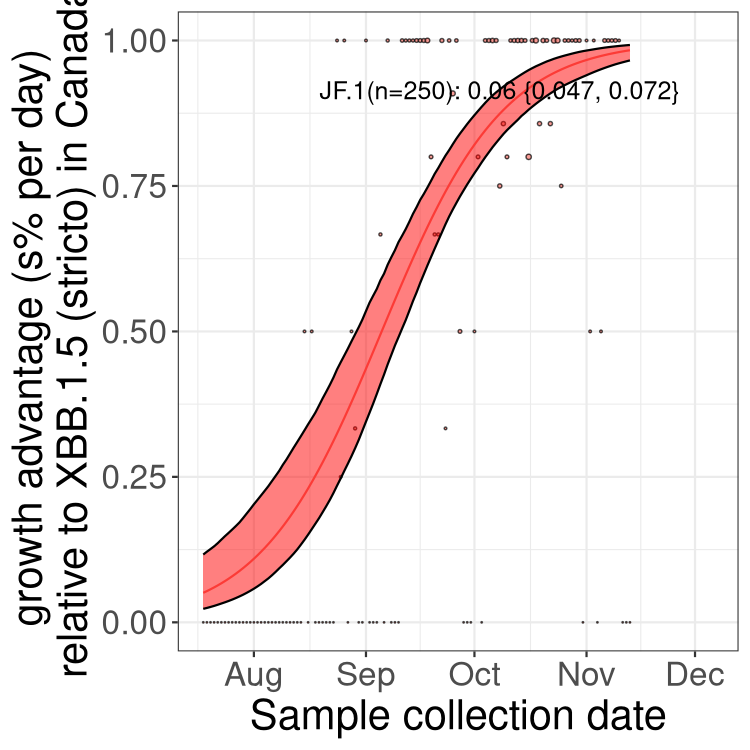 growth advantage (s% per day)
relative to XBB.1.5 (stricto) in Canada
1.00
0.75
0.50
0.25
0.00
JF.1(n=250): 0.06 {0.047, 0.072}
Aug Sep Oct Nov Dec
Sample collection date